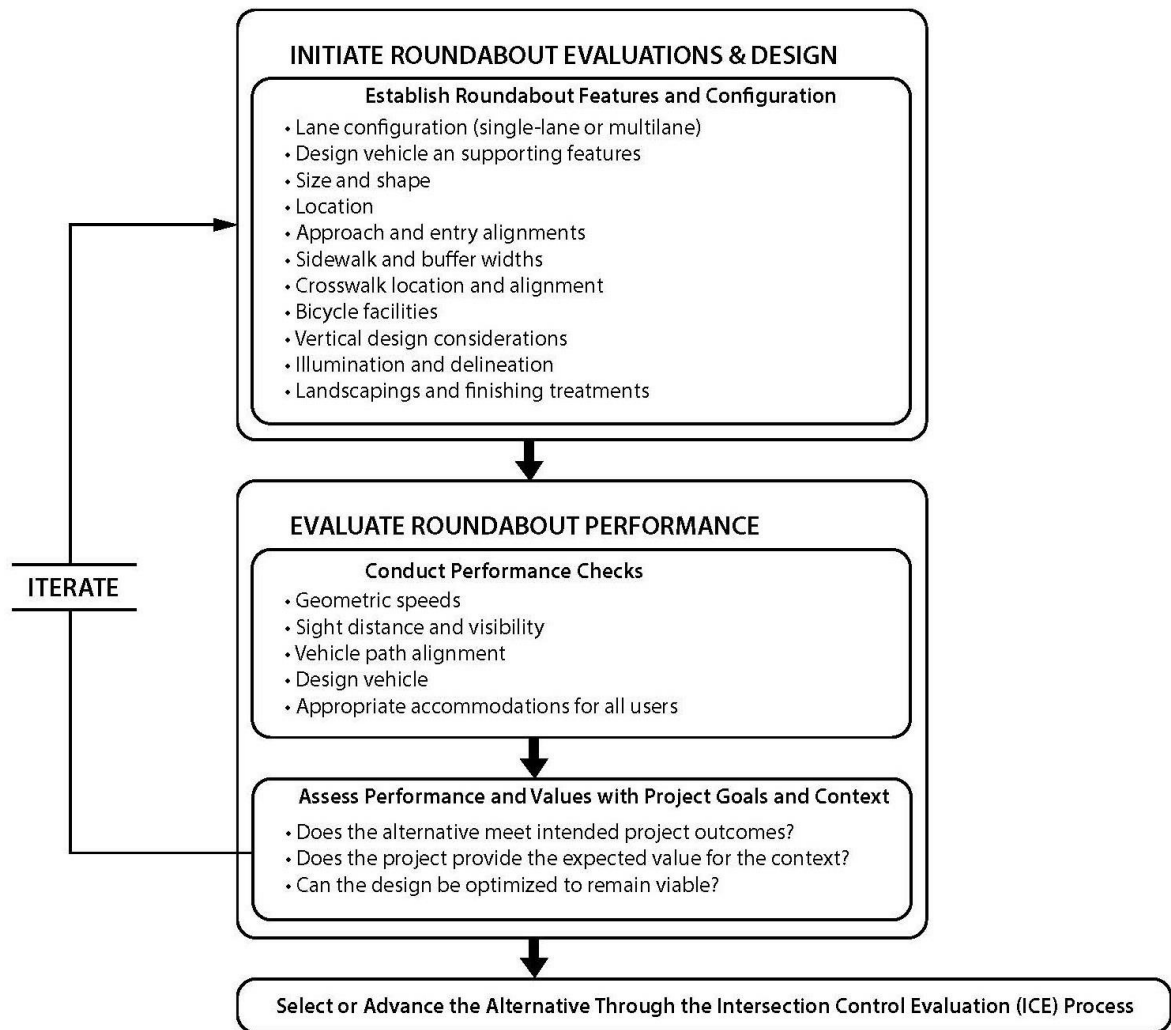 INITIATE ROUNDABOUT EVALUATIONS & DESIGN
Establish Roundabout Features and Configuration
• Lane configuration (single-lane or multilane)
• Design vehicle an supporting features
• Size and shape
• Location
• Approach and entry alignments
• Sidewalk and buffer widths
• Crosswalk location and alignment
• Bicycle facilities
• Vertical design considerations
• Illumination and delineation
• Landscapings and finishing treatments
EVALUATE ROUNDABOUT PERFORMANCE
Conduct Performance Checks
• Geometric speeds
• Sight distance and visibility
• Vehicle path alignment
• Design vehicle
• Appropriate accommodations for all users
ITERATE
Assess Performance and Values with Project Goals and Context
• Does the alternative meet intended project outcomes?
• Does the project provide the expected value for the context?
• Can the design be optimized to remain viable?
Select or Advance the Alternative Through the Intersection Control Evaluation (ICE) Process